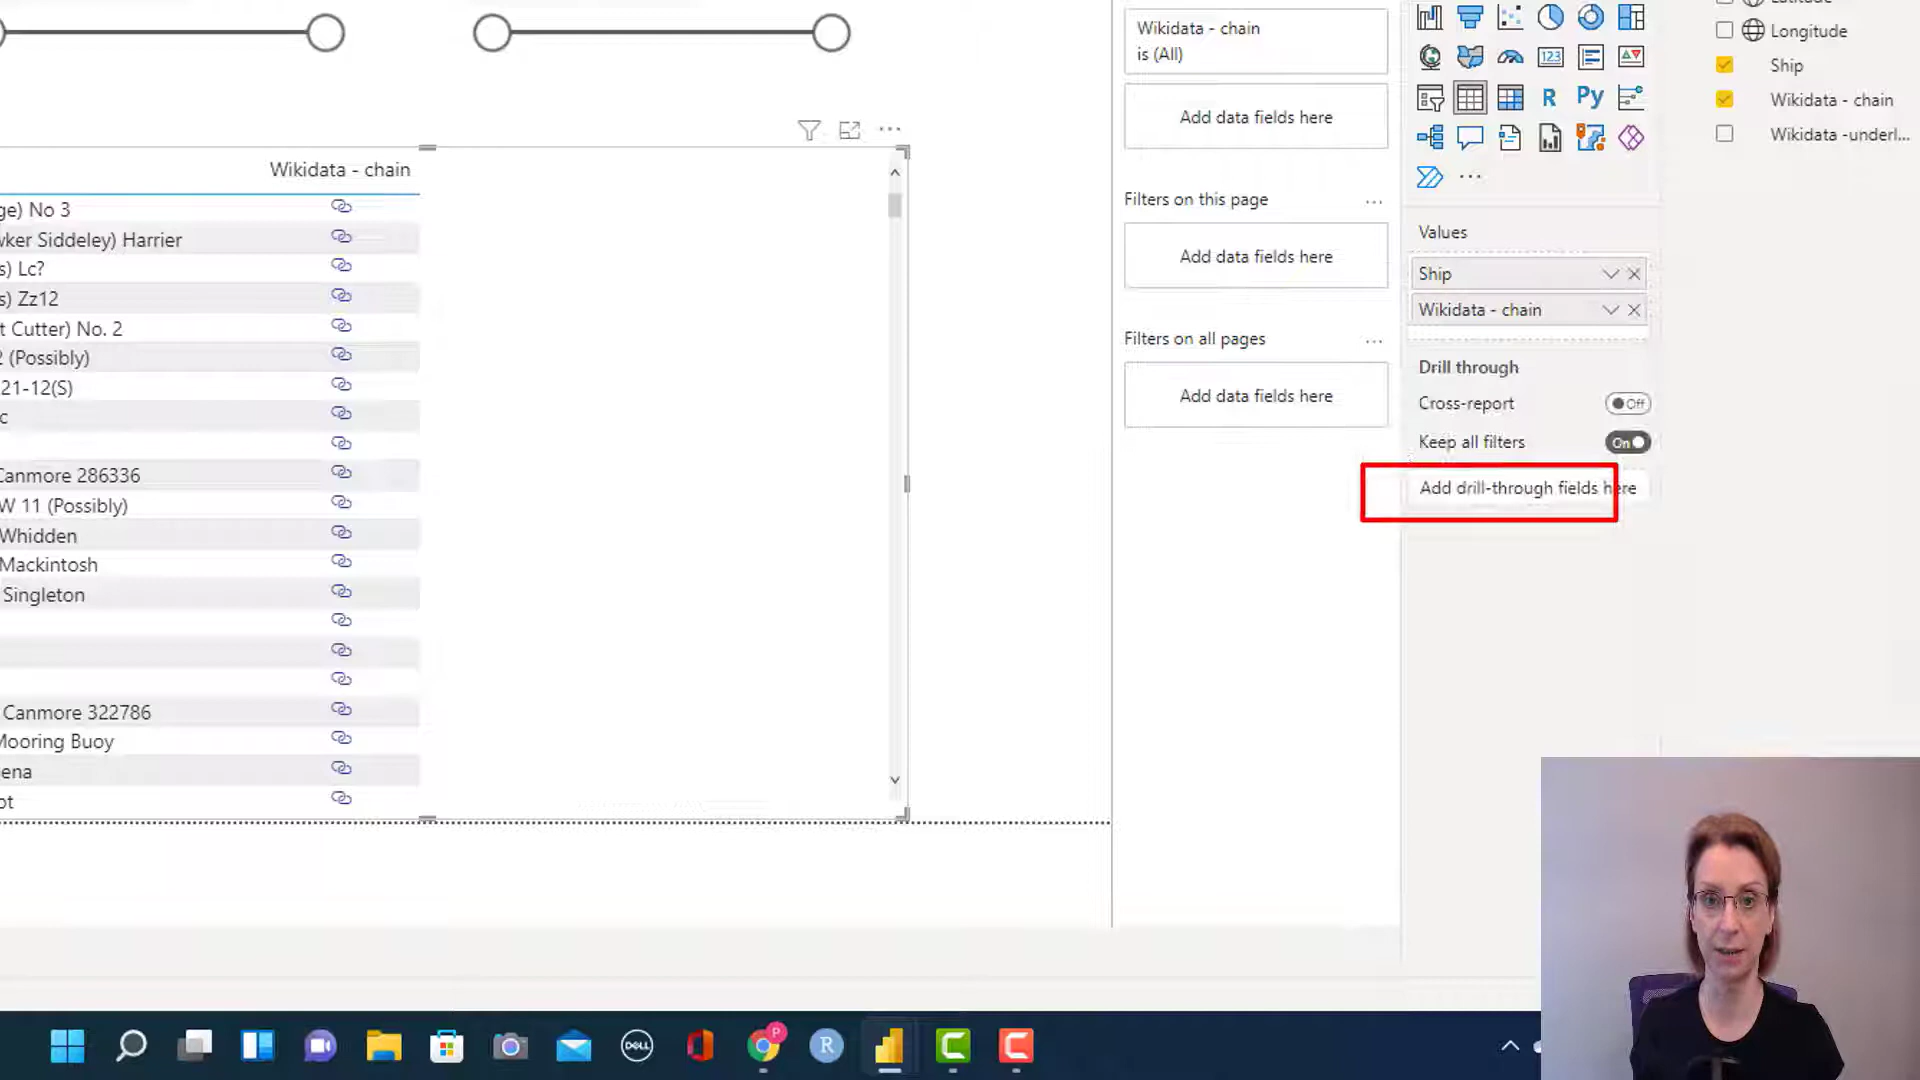 Wikidata - chain
ge) No 3
wker Siddeley) Harrier
s) Lc?
s) Zz12
t Cutter) No. 2
2 (Possibly)
21-12(S)
c
Canmore 286336
W 11 (Possibly)
Whidden
Mackintosh
Singleton
Canmore 322786
Mooring Buoy
ena
ot
Wikidata - chain
is (All)
Add data fields here
Filters on this page
Add data fields here
Filters on all pages
Add data fields here
123
R
Py
Values
Ship
Wikidata - chain
Drill through
Cross-report
Off
Keep all filters
On
Add drill-through fields here
Longitude
Ship
Wikidata - chain
Wikidata -underl...
DELL
P
R
C
C